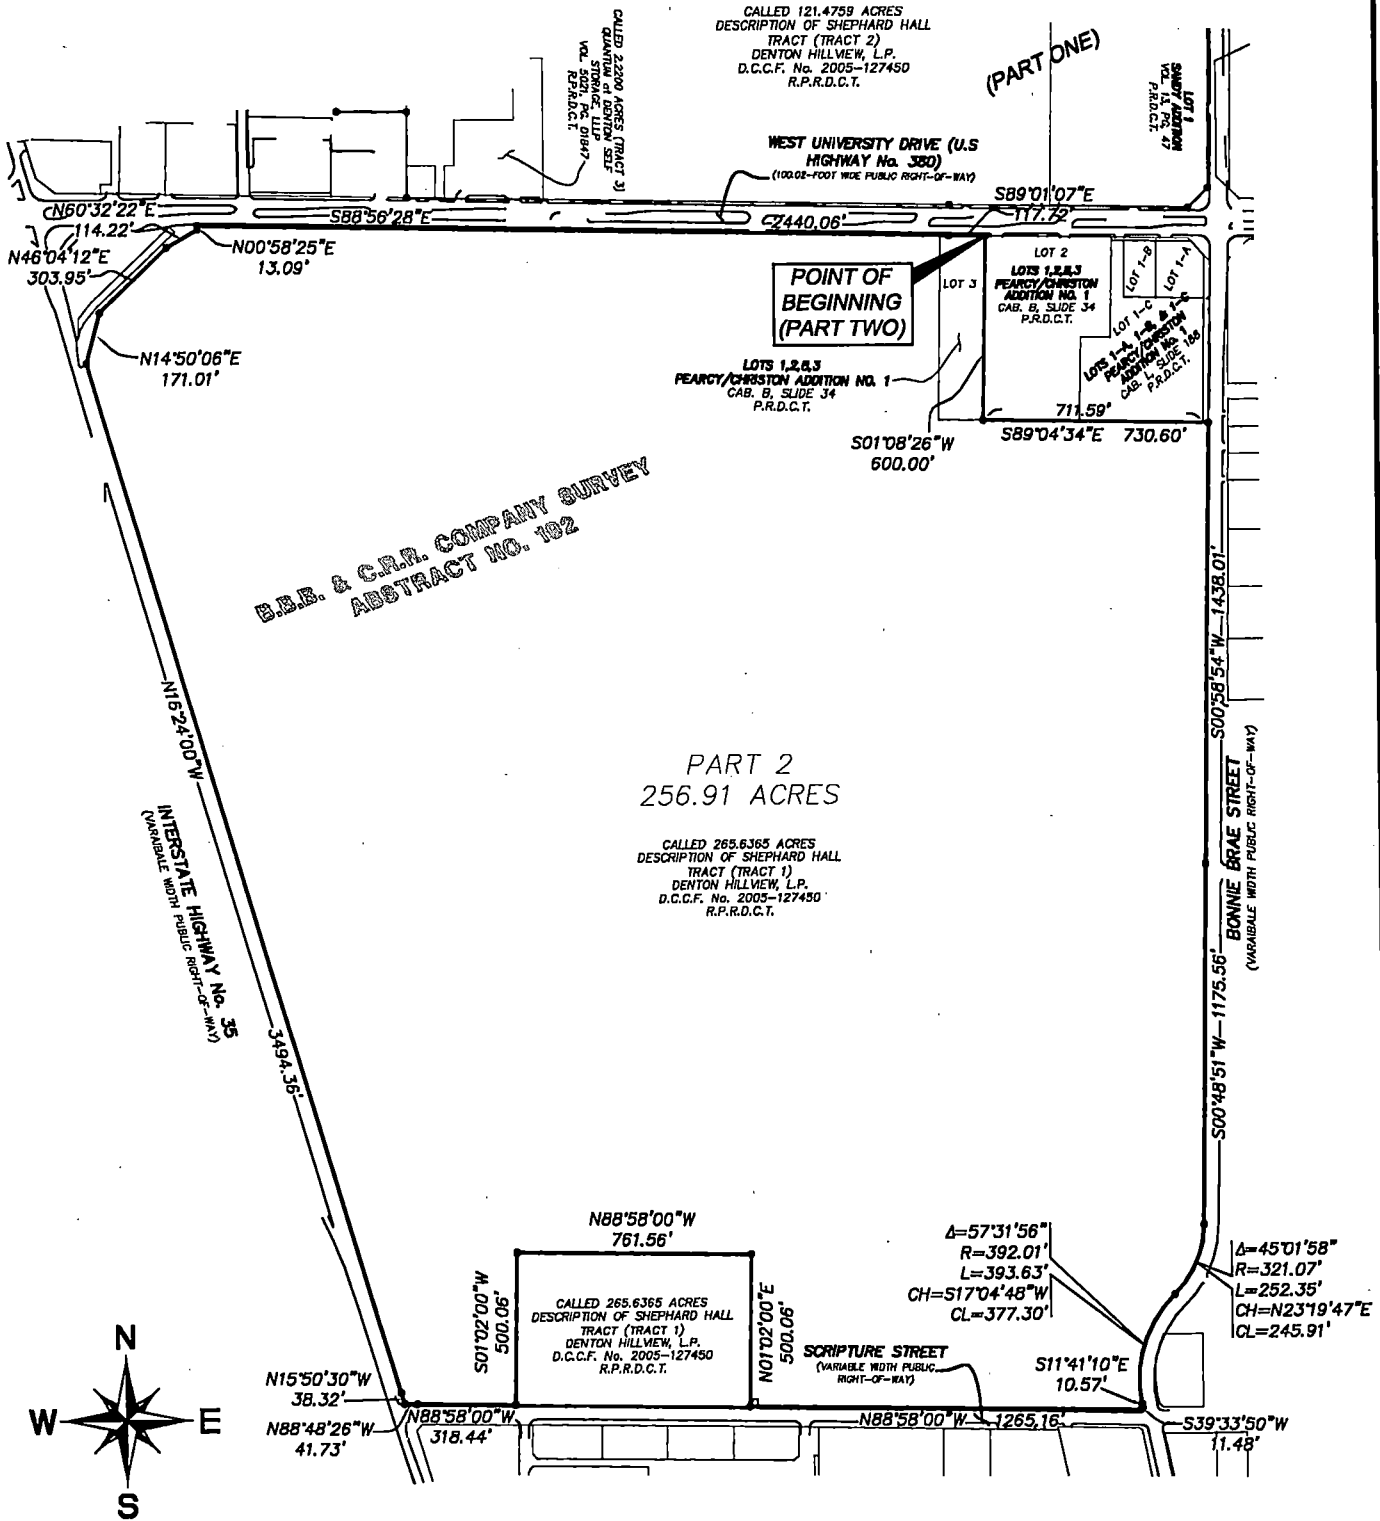 CALLED 121.4759 ACRES
DESCRIPTION OF SHEPHARD HALL
TRACT (TRACT 2)
DENTON HILLVIEW, L.P.
D.C.C.F. No. 2005-127450
R.P.R.D.C.T.
(PART ONE)
CALLED 2.2200 ACRES (TRACT 3)
QUANTUM at DENTON SELF
STORAGE, LLLP
VOL. 5021, PG. 01847
R.P.R.D.C.T.
LOT 1
SANDY ADDITION
VOL. 13, PG. 47
P.R.D.C.T.
WEST UNIVERSITY DRIVE (U.S
HIGHWAY No. 380)
(100.02-FOOT WIDE PUBLIC RIGHT-OF-WAY)
S89°01'07"E
117.72'
N60°32'22"E
114.22'
S88°56'28"E
2440.06'
N46°04'12"E
303.95'
N00°58'25"E
13.09'
N14°50'06"E
171.01'
POINT OF
BEGINNING
(PART TWO)
LOT 3
LOT 2
LOTS 1,2,&,3
PEARCY/CHRISTON
ADDITION NO. 1
CAB. B, SLIDE 34
P.R.D.C.T.
LOT 1-B
LOT 1-A
LOT 1-C
LOTS 1-A, 1-B, & 1-C
PEARCY/CHRISTON
ADDITION No. 1
CAB. L, SLIDE 188
P.R.D.C.T.
LOTS 1,2,&,3
PEARCY/CHRISTON ADDITION NO. 1
CAB. B, SLIDE 34
P.R.D.C.T.
711.59'
S89°04'34"E 730.60'
S01°08'26"W
600.00'
B.B.B. & C.R.R. COMPANY SURVEY
ABSTRACT NO. 192
S00°58'54"W 1438.01'
N16°24'00"W
3494.36'
INTERSTATE HIGHWAY No. 35
(VARAIBALE WIDTH PUBLIC RIGHT-OF-WAY)
PART 2
256.91 ACRES
CALLED 265.6365 ACRES
DESCRIPTION OF SHEPHARD HALL
TRACT (TRACT 1)
DENTON HILLVIEW, L.P.
D.C.C.F. No. 2005-127450
R.P.R.D.C.T.
BONNIE BRAE STREET
(VARAIBALE WIDTH PUBLIC RIGHT-OF-WAY)
S00°48'51"W 1175.56'
N88°58'00"W
761.56'
S01°02'00"W
500.06'
CALLED 265.6365 ACRES
DESCRIPTION OF SHEPHARD HALL
TRACT (TRACT 1)
DENTON HILLVIEW, L.P.
D.C.C.F. No. 2005-127450
R.P.R.D.C.T.
N01°02'00"E
500.06'
Δ=57°31'56"
R=392.01'
L=393.63'
CH=S17°04'48"W
CL=377.30'
Δ=45°01'58"
R=321.07'
L=252.35'
CH=N23°19'47"E
CL=245.91'
SCRIPTURE STREET
(VARIABLE WIDTH PUBLIC
RIGHT-OF-WAY)
S11°41'10"E
10.57'
N15°50'30"W
38.32'
N88°48'26"W
41.73'
N88°58'00"W
318.44'
N88°58'00"W 1265.16
S39°33'50"W
11.48'
N
W E
S